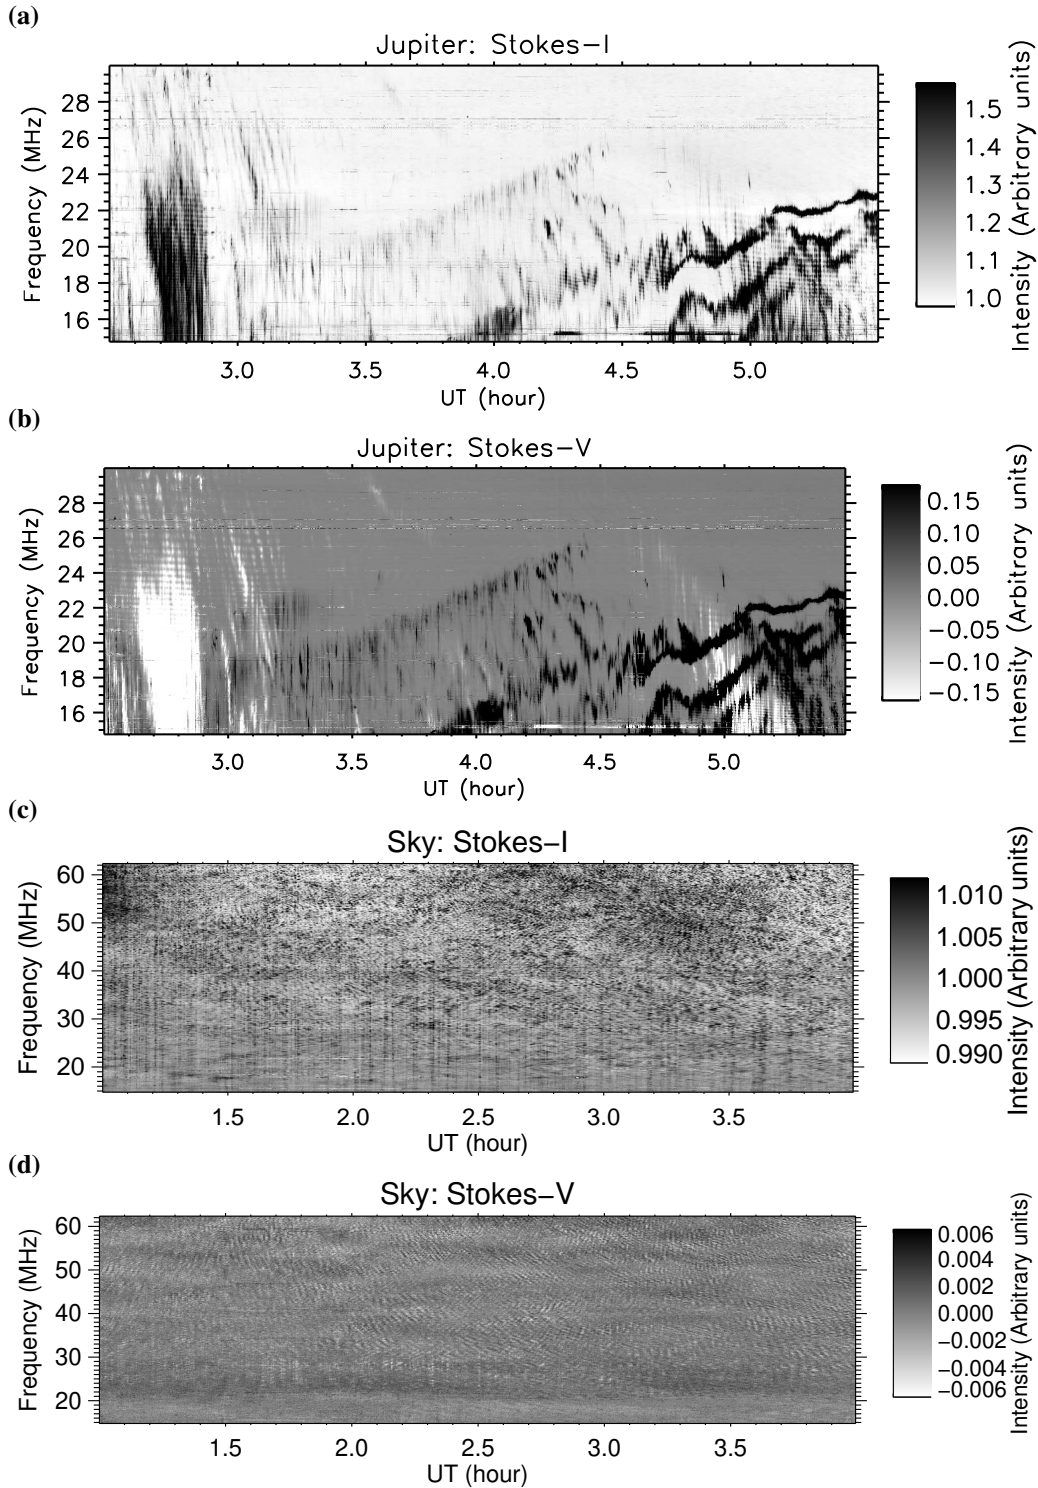 (a)
Jupiter: Stokes−I
28
26
24
22
20
18
16
Frequency (MHz)
3.0 3.5 4.0 4.5 5.0
UT (hour)
1.5
1.4
1.3
1.2
1.1
1.0
Intensity (Arbitrary units)
(b)
Jupiter: Stokes−V
28
26
24
22
20
18
16
Frequency (MHz)
3.0 3.5 4.0 4.5 5.0
UT (hour)
0.15
0.10
0.05
0.00
−0.05
−0.10
−0.15
Intensity (Arbitrary units)
(c)
Sky: Stokes−I
60
50
40
30
20
Frequency (MHz)
1.5 2.0 2.5 3.0 3.5
UT (hour)
1.010
1.005
1.000
0.995
0.990
Intensity (Arbitrary units)
(d)
Sky: Stokes−V
60
50
40
30
20
Frequency (MHz)
1.5 2.0 2.5 3.0 3.5
UT (hour)
0.006
0.004
0.002
0.000
−0.002
−0.004
−0.006
Intensity (Arbitrary units)